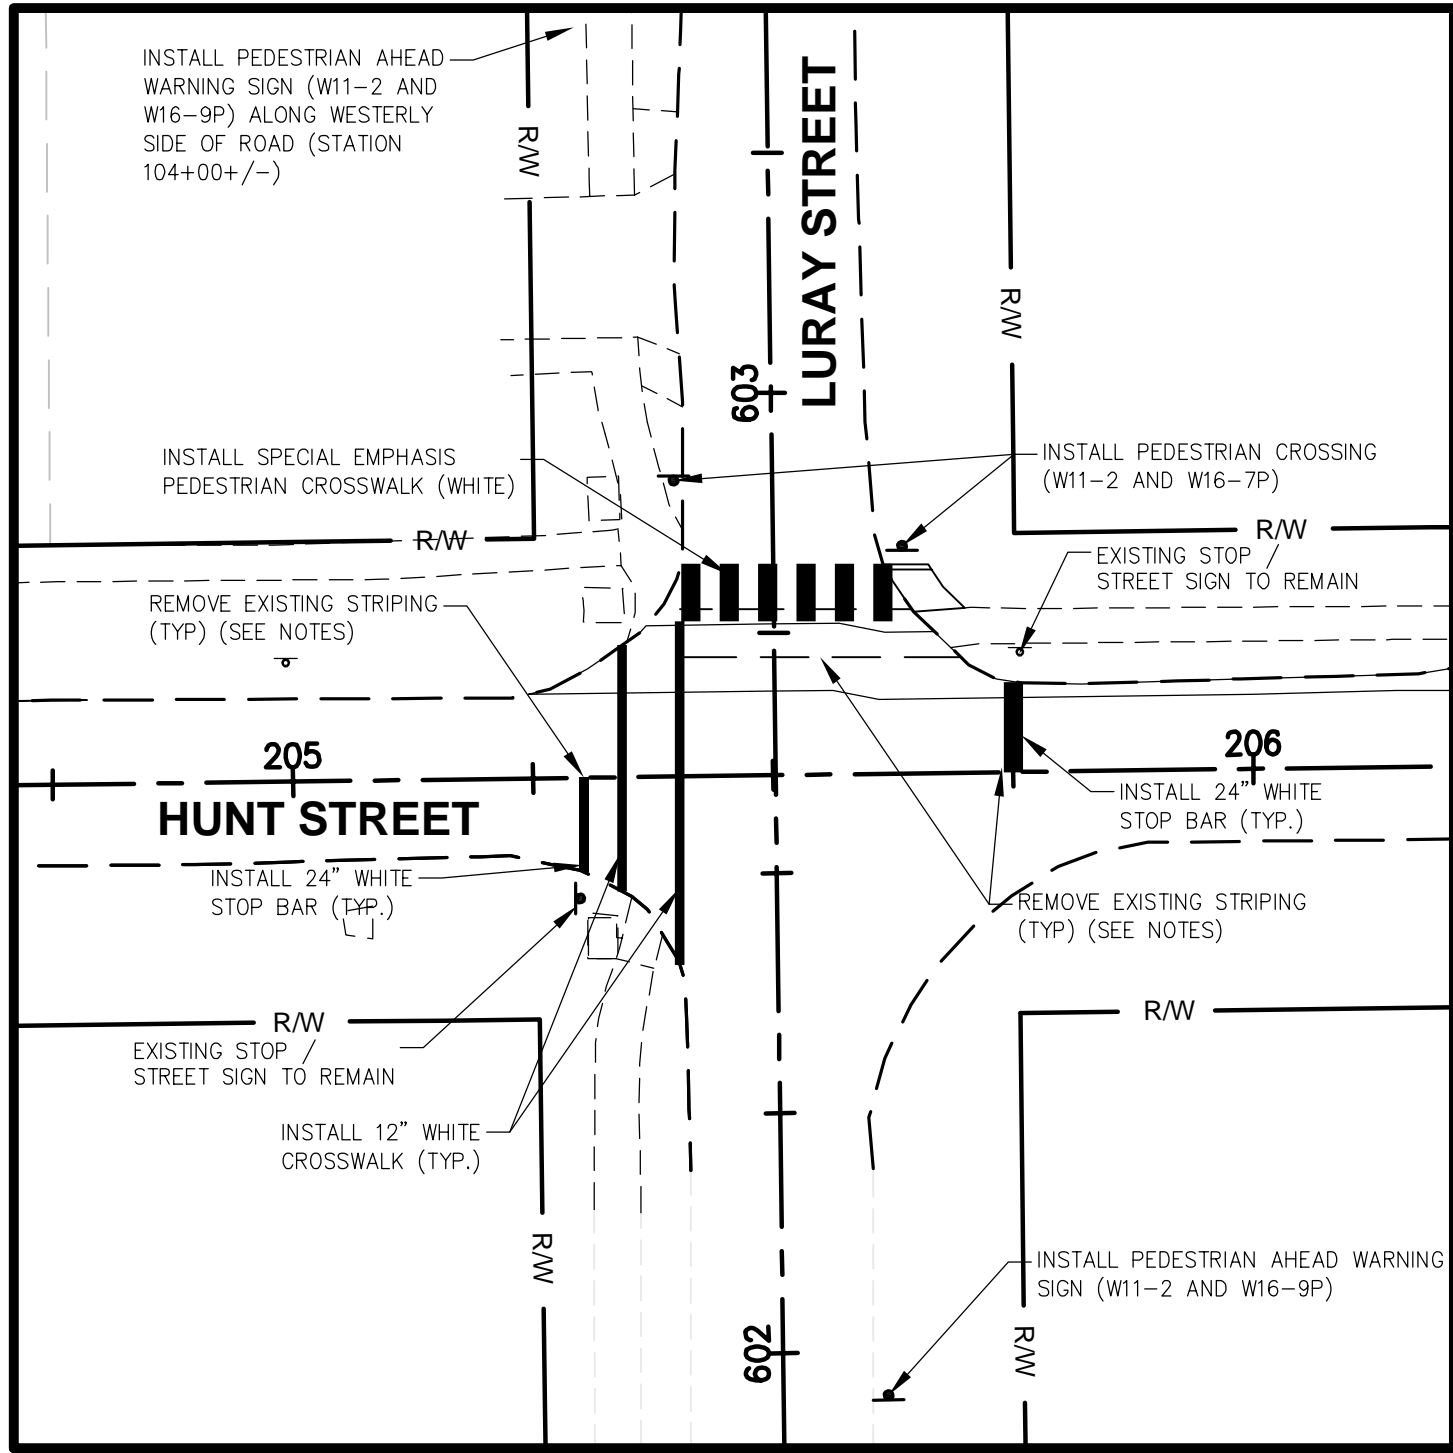 INSTALL PEDESTRIAN AHEAD
WARNING SIGN (W11-2 AND
W16-9P) ALONG WESTERLY
SIDE OF ROAD (STATION
104+00+/-)
R/W
LURAY STREET
R/W
603
INSTALL SPECIAL EMPHASIS
PEDESTRIAN CROSSWALK (WHITE)
INSTALL PEDESTRIAN CROSSING
(W11-2 AND W16-7P)
R/W
R/W
EXISTING STOP
STREET SIGN TO REMAIN
REMOVE EXISTING STRIPING
(TYP) (SEE NOTES)
205
206
HUNT STREET
INSTALL 24" WHITE
STOP BAR (TYP.)
INSTALL 24" WHITE
STOP BAR (TYP.)
REMOVE EXISTING STRIPING
(TYP) (SEE NOTES)
R/W
R/W
EXISTING STOP
STREET SIGN TO REMAIN
INSTALL 12" WHITE
CROSSWALK (TYP.)
R/W
INSTALL PEDESTRIAN AHEAD WARNING
SIGN (W11-2 AND W16-9P)
602
R/W